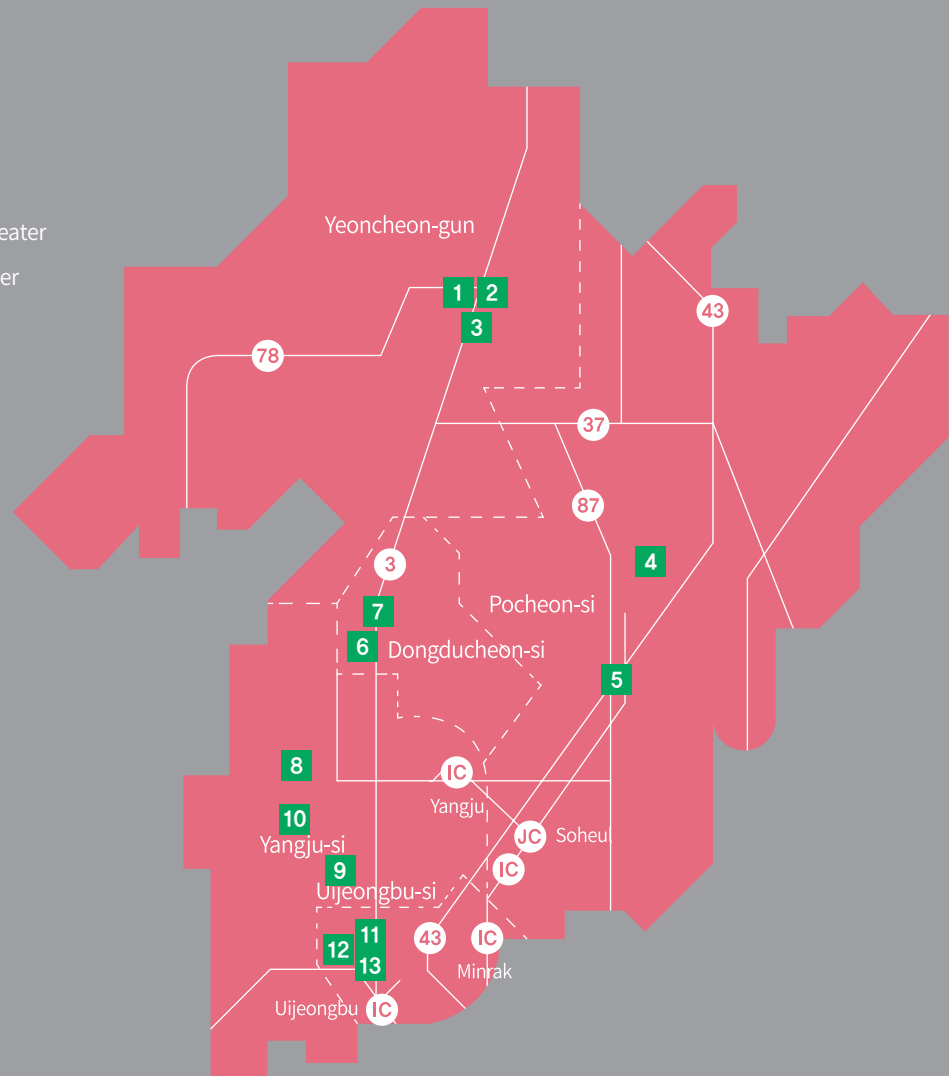 Yeoncheon-gun
eater
er
1 2
43
3
78
37
87
4
3
Pocheon-si
7
6
Dongducheon-si
5
8
IC
Yangju
10
JC
Soheul
Yangju-si
9
IC
Uijeongbu-si
11
43
IC
12
13
Minrak
Uijeongbu
IC